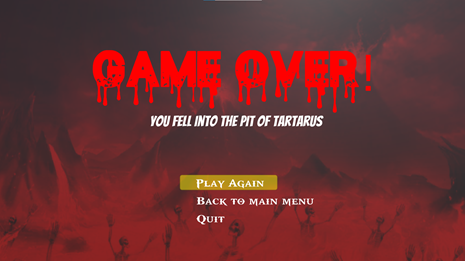 GAME OVER!
YOU FELL INTO THE PIT OF TARTARUS
PLAY AGAIN
BACK TO MAIN MENU
QUIT